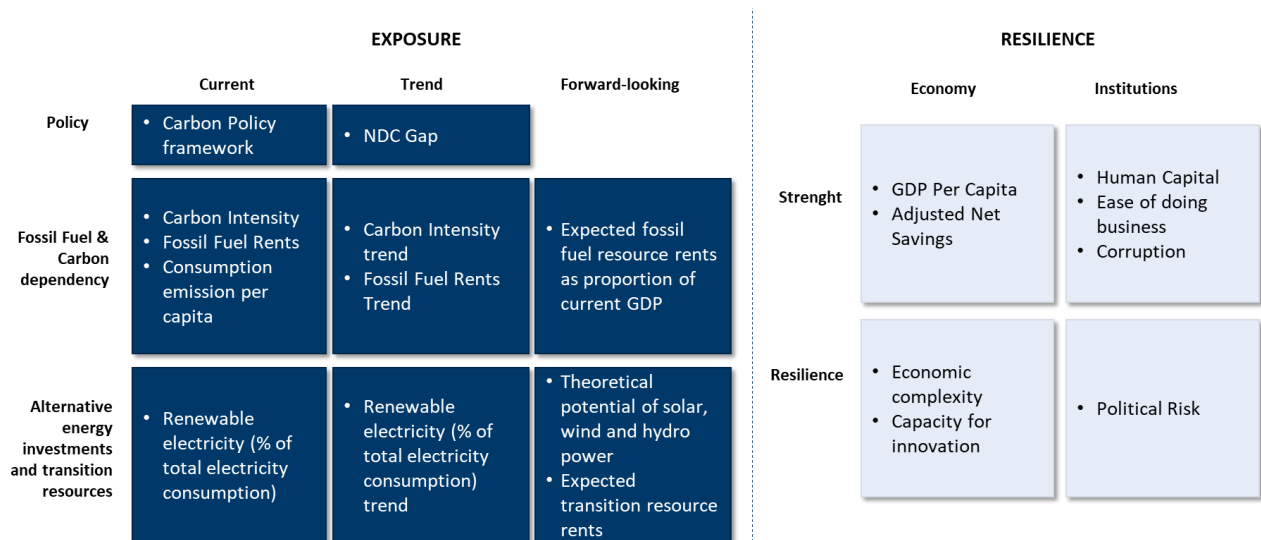 EXPOSURE
Current
Trend
Forward-looking
Policy
• Carbon Policy
framework
• NDC Gap
Fossil Fuel &
Carbon
dependency
• Carbon Intensity
• Fossil Fuel Rents
• Consumption
emission per
capita
• Carbon Intensity
trend
• Fossil Fuel Rents
Trend
• Expected fossil
fuel resource rents
as proportion of
current GDP
Alternative
energy
investments
and transition
resources
• Renewable
electricity (% of
total electricity
consumption)
• Renewable
electricity (% of
total electricity
consumption)
trend
• Theoretical
potential of solar,
wind and hydro
power
• Expected
transition resource
rents
RESILIENCE
Economy
Institutions
Strenght
• GDP Per Capita
• Adjusted Net
Savings
• Human Capital
• Ease of doing
business
• Corruption
Resilience
• Economic
complexity
• Capacity for
innovation
• Political Risk